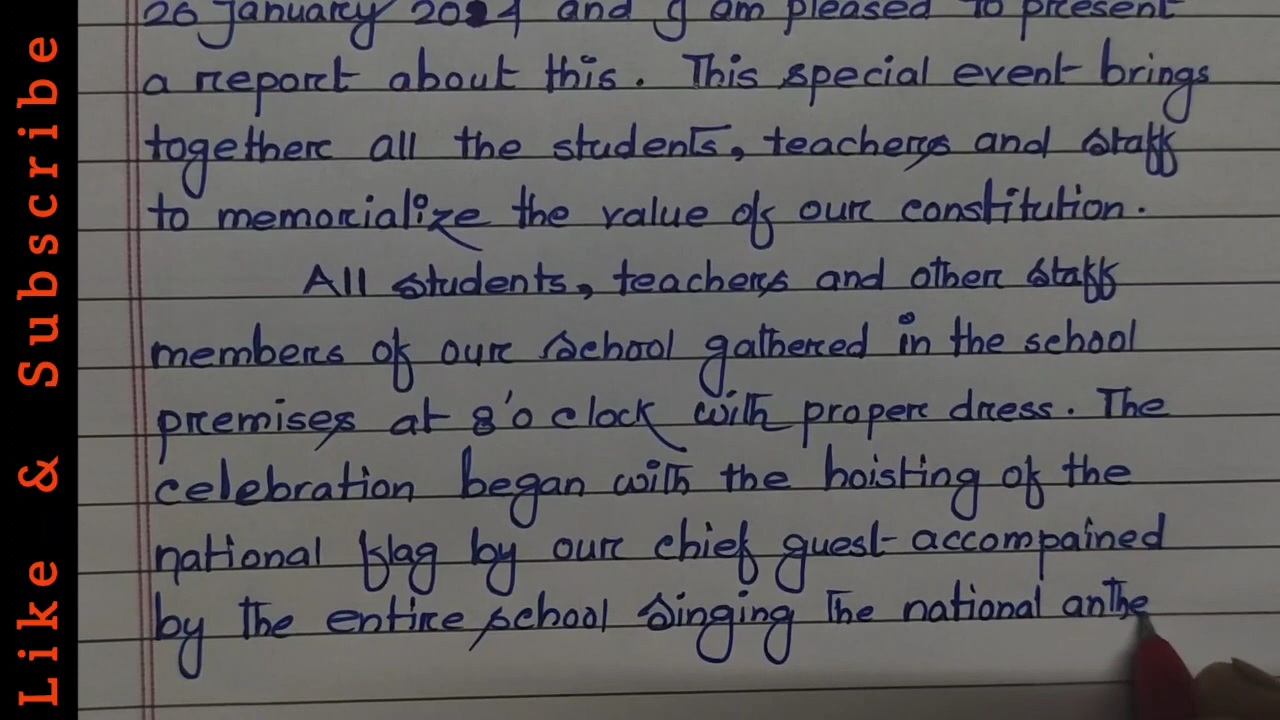 26 January 2024 and I am pleased to present
a report about this. This special event brings
together all the students, teachers and staff
to memorialize the value of our constitution.
All students, teachers and other staff
members of our school gathered in the school
premises at 8'o clock with proper dress. The
celebration began with the hoisting of the
national flag by our chief guest accompained
by the entire school singing the national anthe
Like & Subscribe